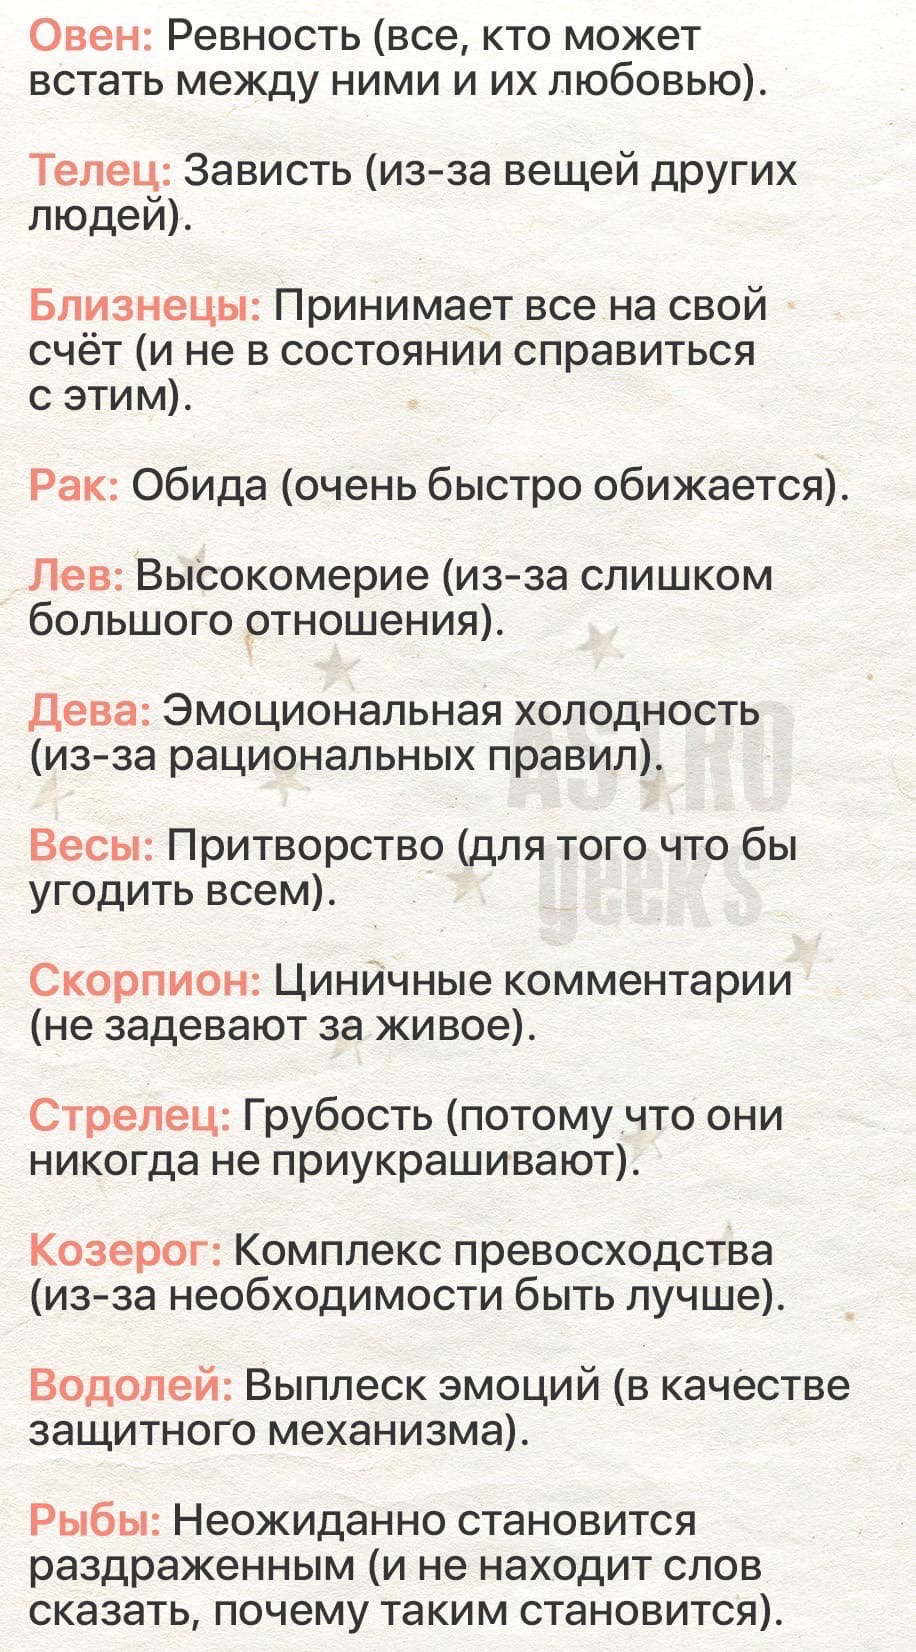 Овен: Ревность (все, кто может
встать между ними и их любовью).
Телец: Зависть (из-за вещей других
людей).
Близнецы: Принимает все на свой
счёт (и не в состоянии справиться
с этим).
Рак: Обида (очень быстро обижается).
Лев: Высокомерие (из-за слишком
большого отношения).
Дева: Эмоциональная холодность
(из-за рациональных правил).
ASTRO
Весы: Притворство (для того что бы
угодить всем).
geeks
Скорпион: Циничные комментарии
(не задевают за живое).
Стрелец: Грубость (потому что они
никогда не приукрашивают).
Козерог: Комплекс превосходства
(из-за необходимости быть лучше).
Водолей: Выплеск эмоций (в качестве
защитного механизма).
Рыбы: Неожиданно становится
раздраженным (и не находит слов
сказать, почему таким становится).